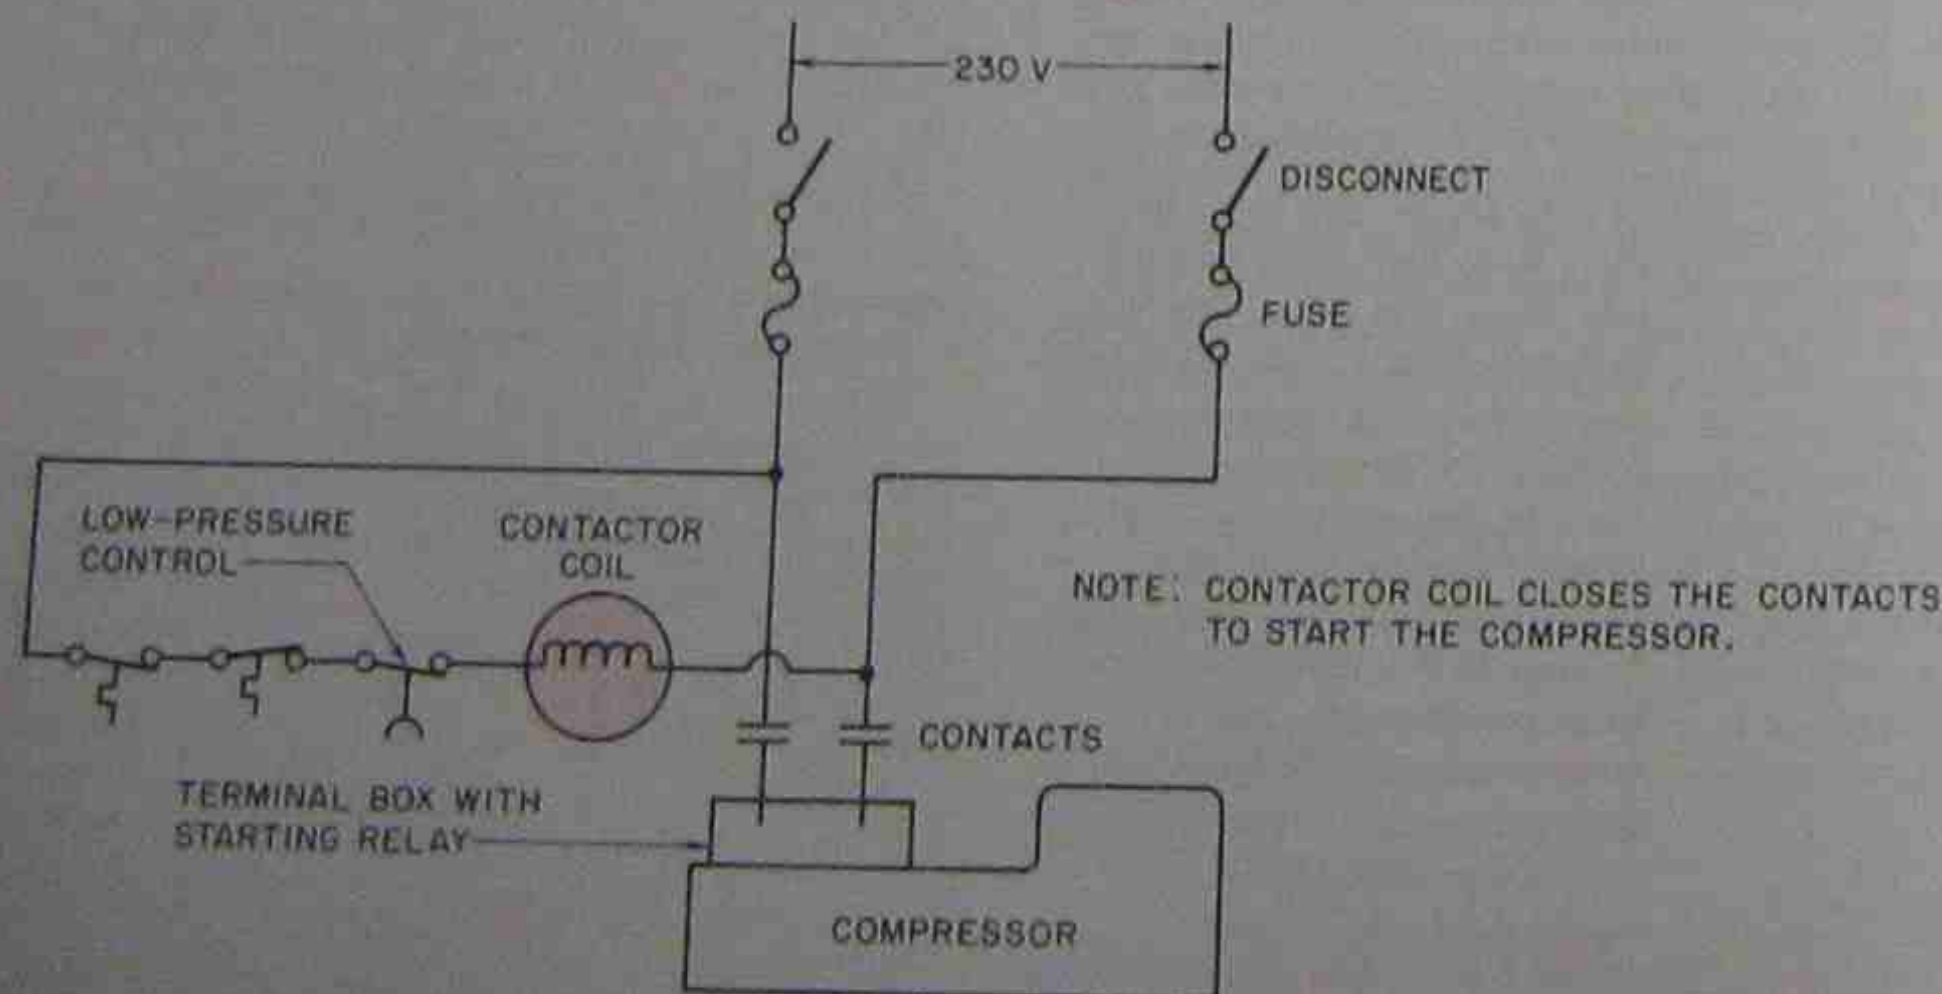 230 V
DISCONNECT
FUSE
LOW-PRESSURE
CONTROL
CONTACTOR
COIL
NOTE: CONTACTOR COIL CLOSES THE CONTACTS
TO START THE COMPRESSOR.
CONTACTS
TERMINAL BOX WITH
STARTING RELAY
COMPRESSOR